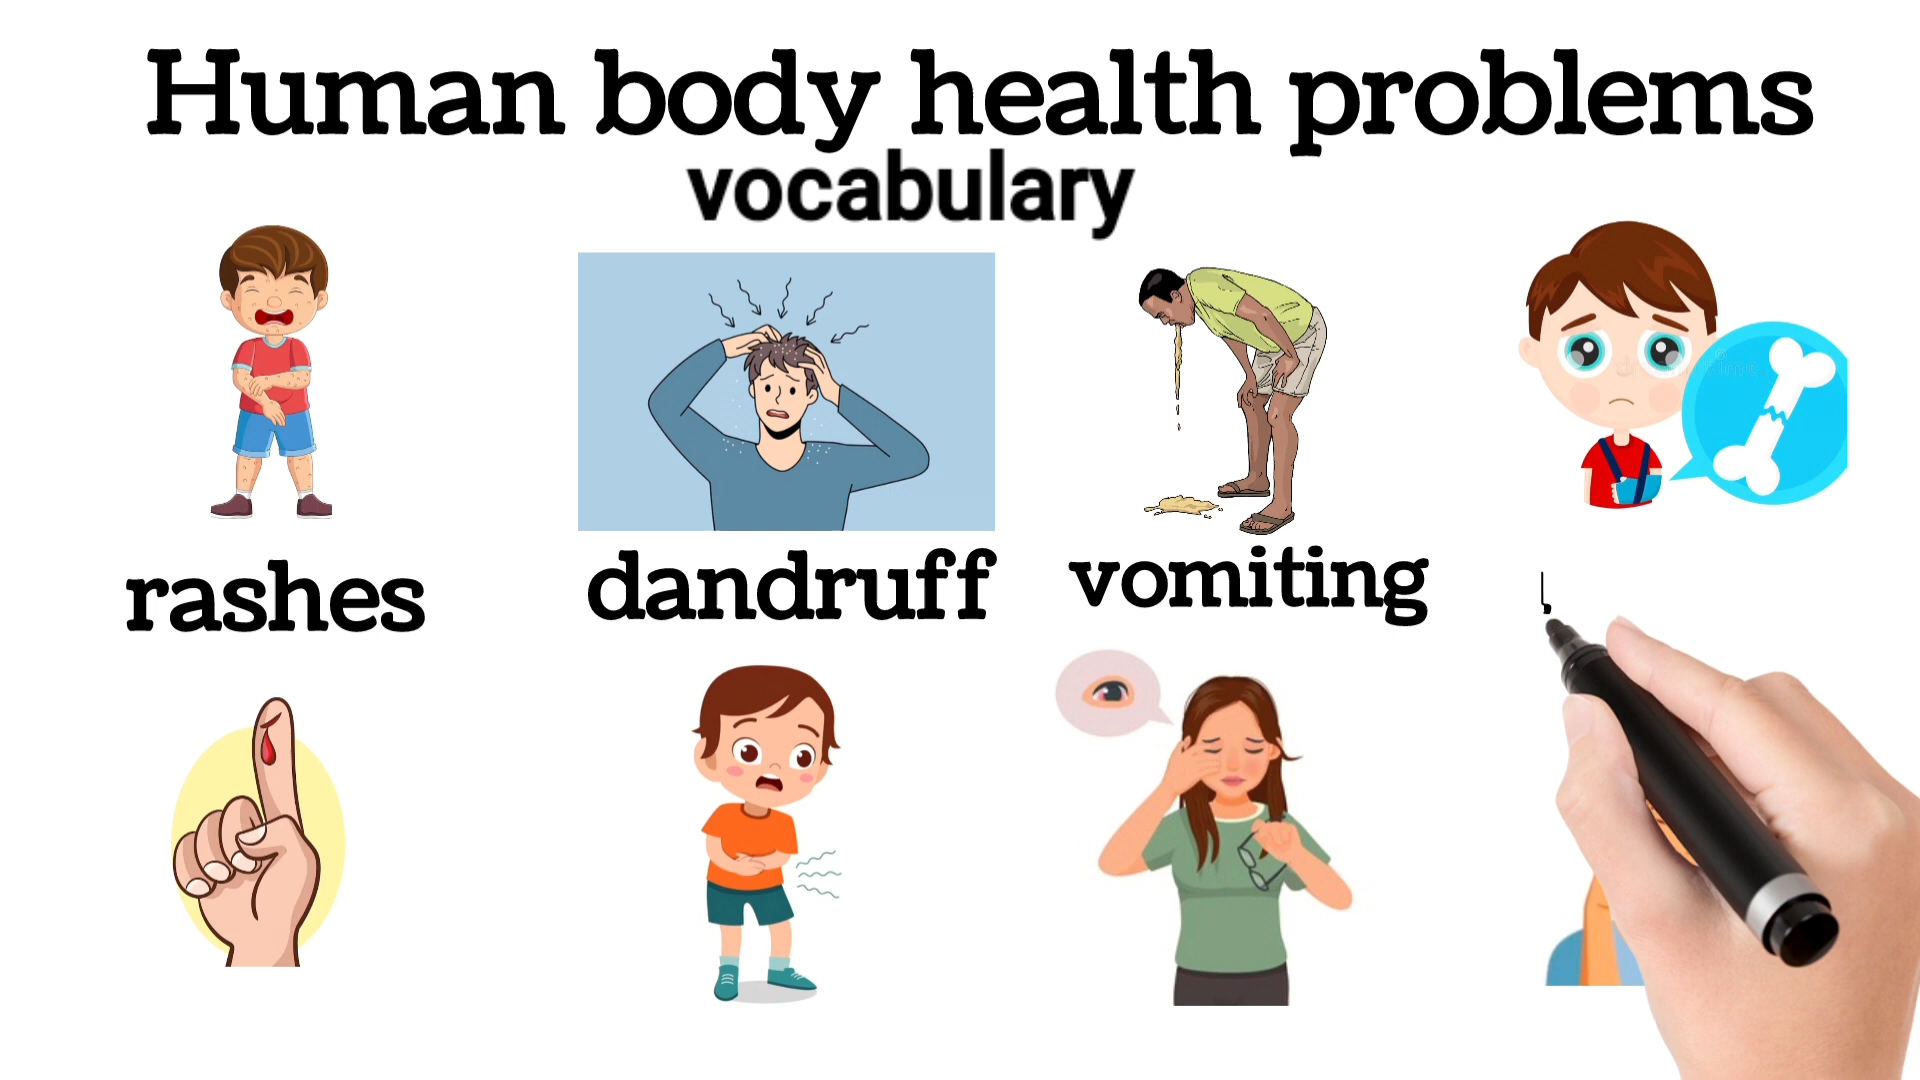 Human body health problems
vocabulary
rashes
dandruff
vomiting